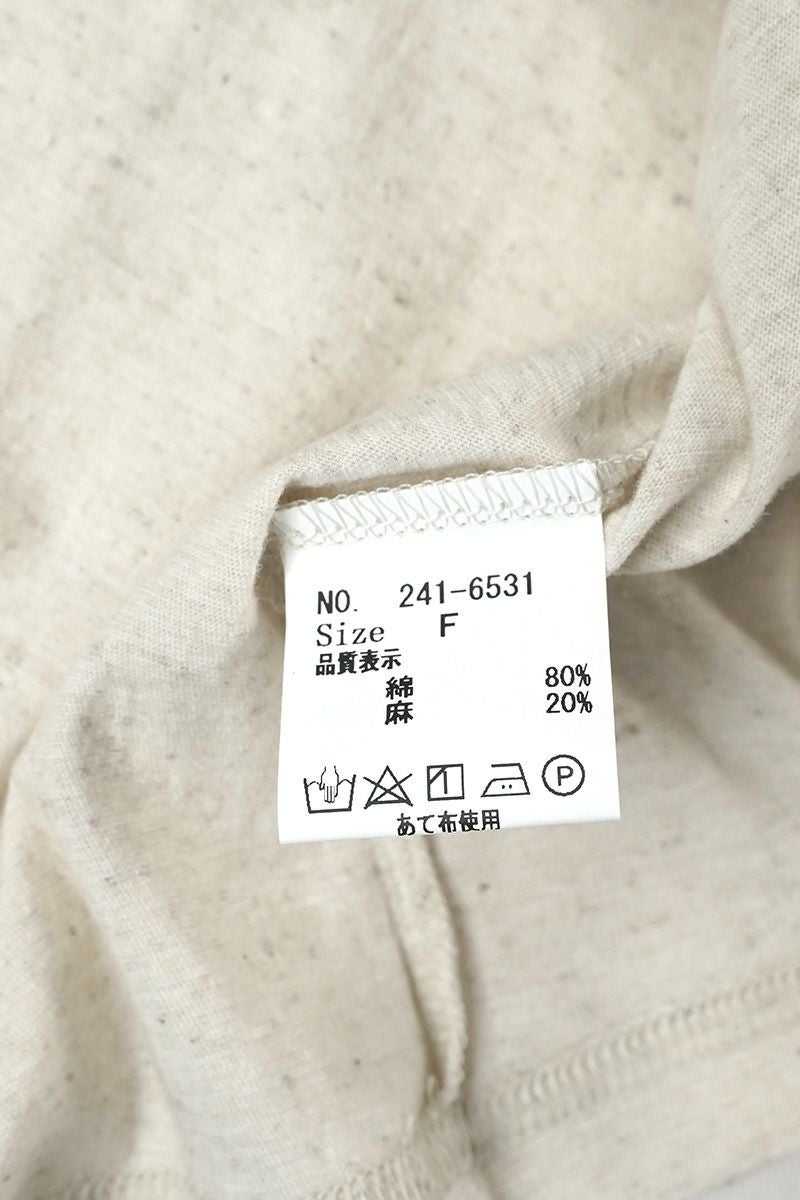 NO. 241-6531
Size F
品質表示
綿 80%
麻 20%
P
あて布使用